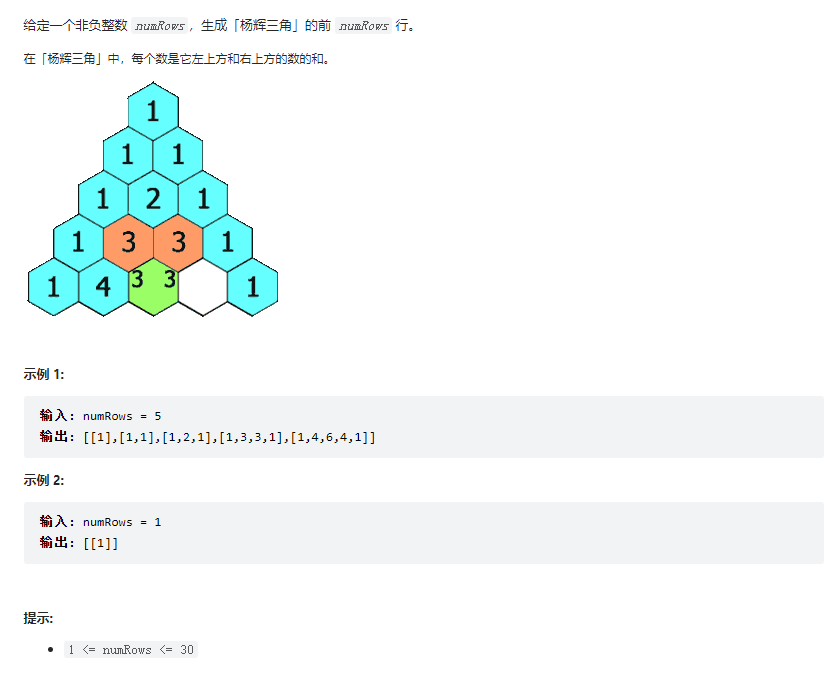 给定一个非负整数 numRows，生成「杨辉三角」的前 numRows 行。
在「杨辉三角」中，每个数是它左上方和右上方的数的和。
1
1 1
1 2 1
1 3 3 1
1 4 3 3 1
示例 1:
输入: numRows = 5
输出: [[1],[1,1],[1,2,1],[1,3,3,1],[1,4,6,4,1]]
示例 2:
输入: numRows = 1
输出: [[1]]
提示:
1 <= numRows <= 30